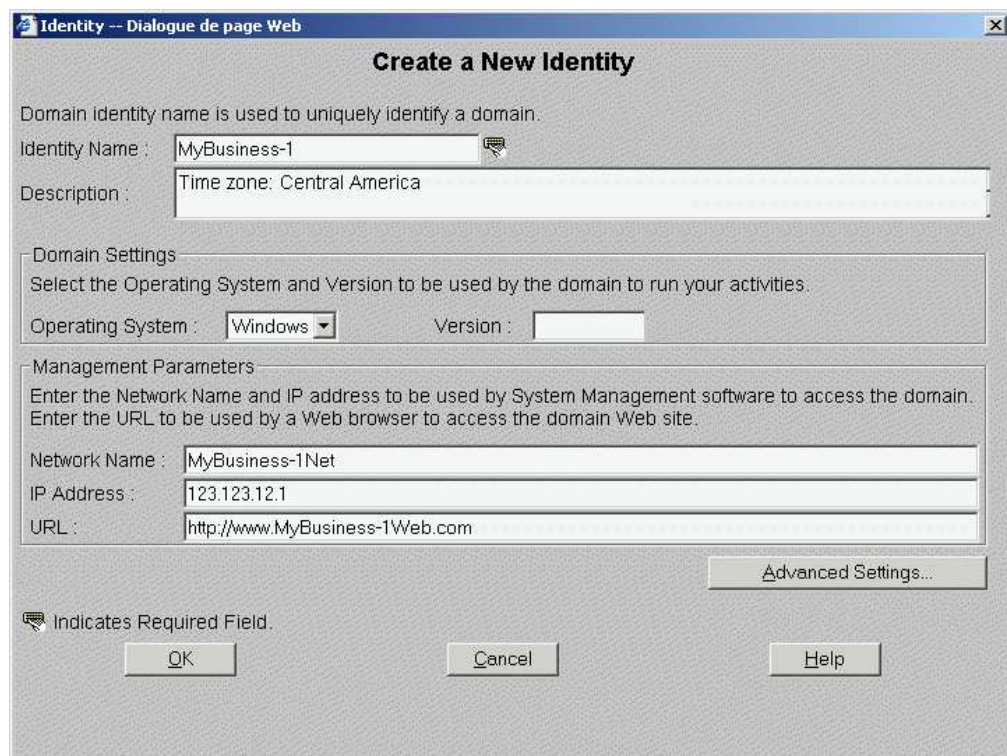 Identity -- Dialogue de page Web
Create a New Identity
Domain identity name is used to uniquely identify a domain.
Identity Name : MyBusiness-1
Description : Time zone: Central America
Domain Settings
Select the Operating System and Version to be used by the domain to run your activities.
Operating System : Windows Version :
Management Parameters
Enter the Network Name and IP address to be used by System Management software to access the domain.
Enter the URL to be used by a Web browser to access the domain Web site.
Network Name : MyBusiness-1Net
IP Address : 123.123.12.1
URL : http://www.MyBusiness-1Web.com
Advanced Settings...
Indicates Required Field.
OK Cancel Help